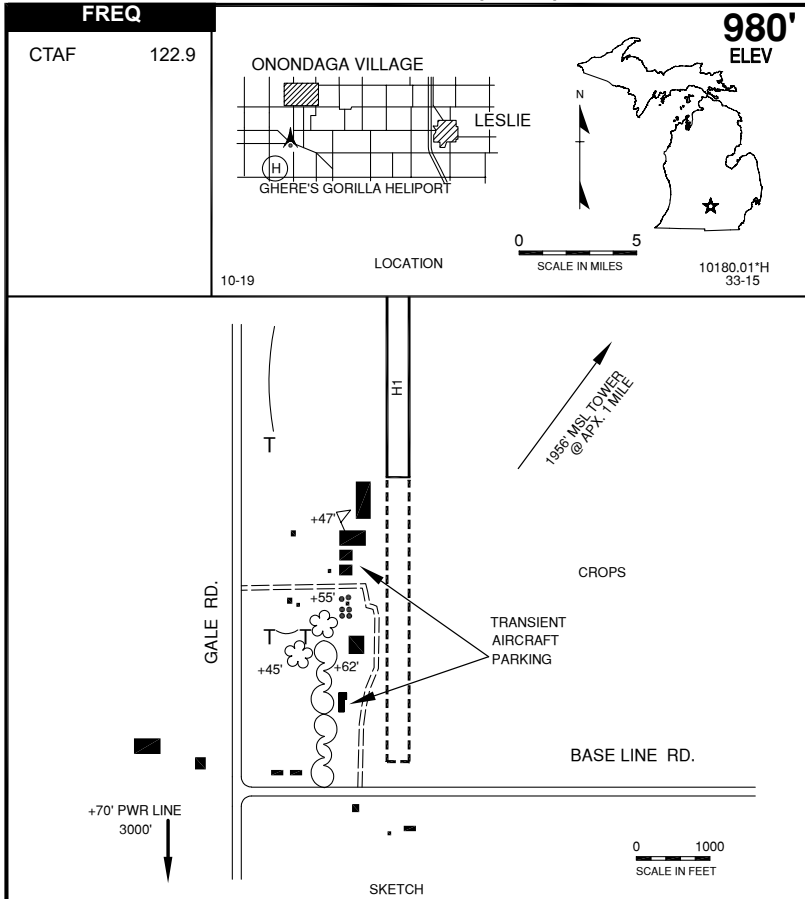 FREQ
CTAF 122.9
980'
ELEV
ONONDAGA VILLAGE
LESLIE
H
GHERE'S GORILLA HELIPORT
N
0 5
SCALE IN MILES
LOCATION
10-19
10180.01*H
33-15
H1
1956' MSL TOWER
@ APX. 1 MILE
T
+47'
CROPS
GALE RD.
+55'
TRANSIENT
AIRCRAFT
PARKING
T T
+45'
+62'
BASE LINE RD.
+70' PWR LINE
3000'
0 1000
SCALE IN FEET
SKETCH